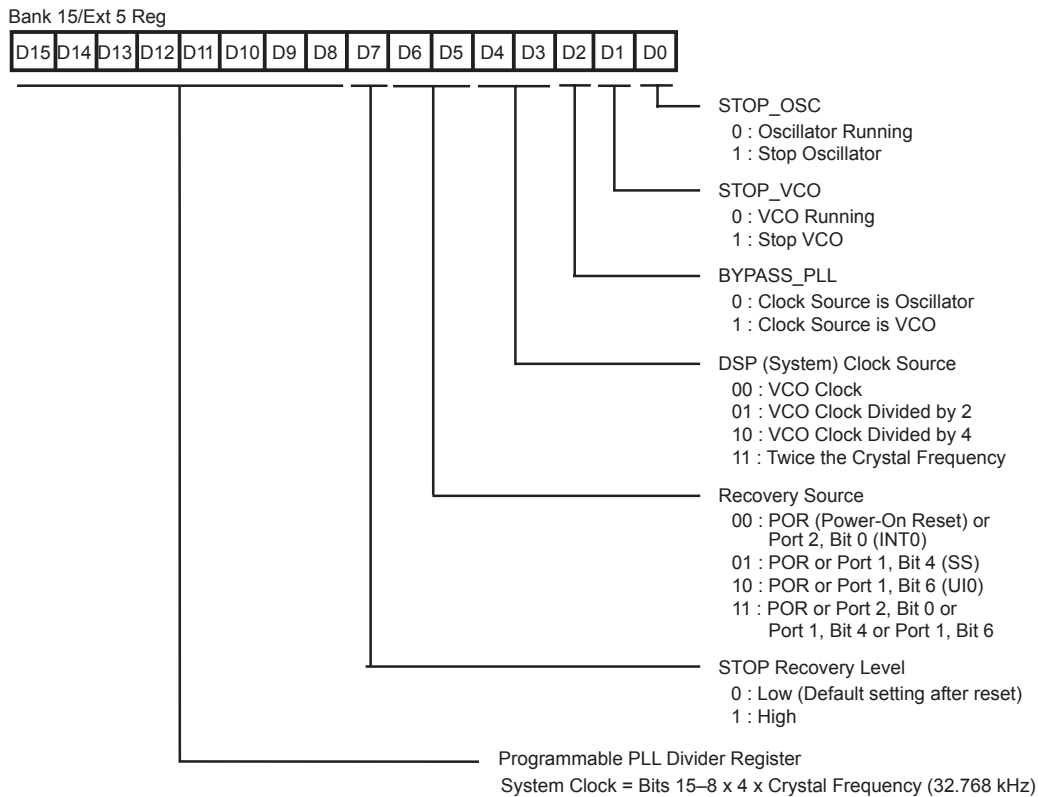 Bank 15/Ext 5 Reg
D15 D14 D13 D12 D11 D10 D9 D8 D7 D6 D5 D4 D3 D2 D1 D0
STOP_OSC
0 : Oscillator Running
1 : Stop Oscillator
STOP_VCO
0 : VCO Running
1 : Stop VCO
BYPASS_PLL
0 : Clock Source is Oscillator
1 : Clock Source is VCO
DSP (System) Clock Source
00 : VCO Clock
01 : VCO Clock Divided by 2
10 : VCO Clock Divided by 4
11 : Twice the Crystal Frequency
Recovery Source
00 : POR (Power-On Reset) or
Port 2, Bit 0 (INT0)
01 : POR or Port 1, Bit 4 (SS)
10 : POR or Port 1, Bit 6 (UI0)
11 : POR or Port 2, Bit 0 or
Port 1, Bit 4 or Port 1, Bit 6
STOP Recovery Level
0 : Low (Default setting after reset)
1 : High
Programmable PLL Divider Register
System Clock = Bits 15–8 x 4 x Crystal Frequency (32.768 kHz)